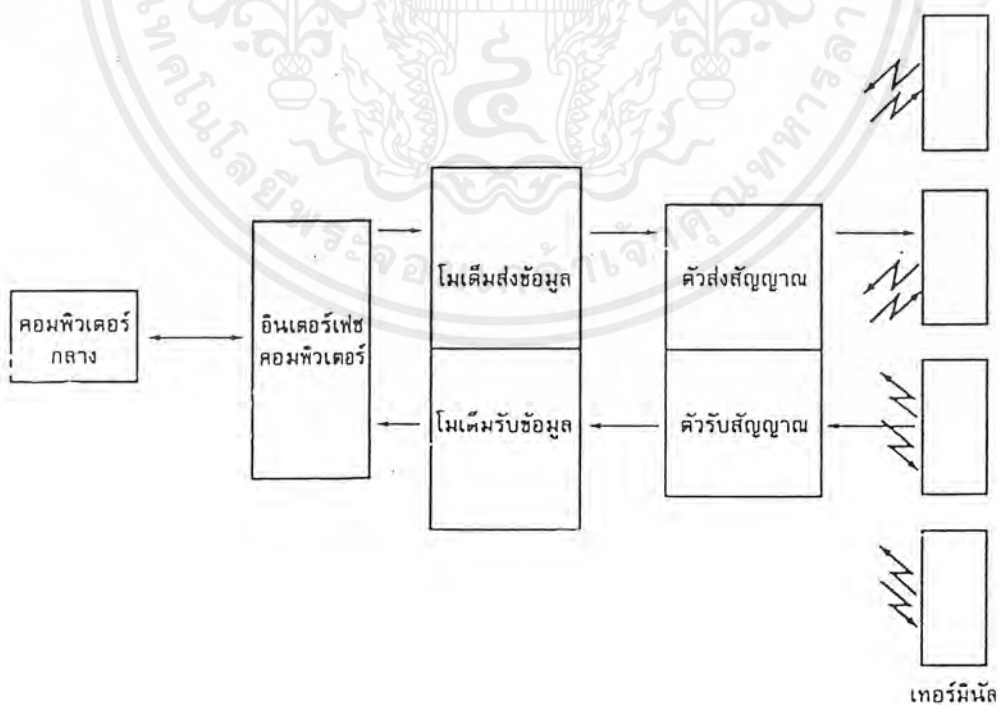 คอมพิวเตอร์
กลาง
อินเตอร์เฟช
คอมพิวเตอร์
โมเด็มส่งข้อมูล
โมเด็มรับข้อมูล
ตัวส่งสัญญาณ
ตัวรับสัญญาณ
เทอร์มีนัล